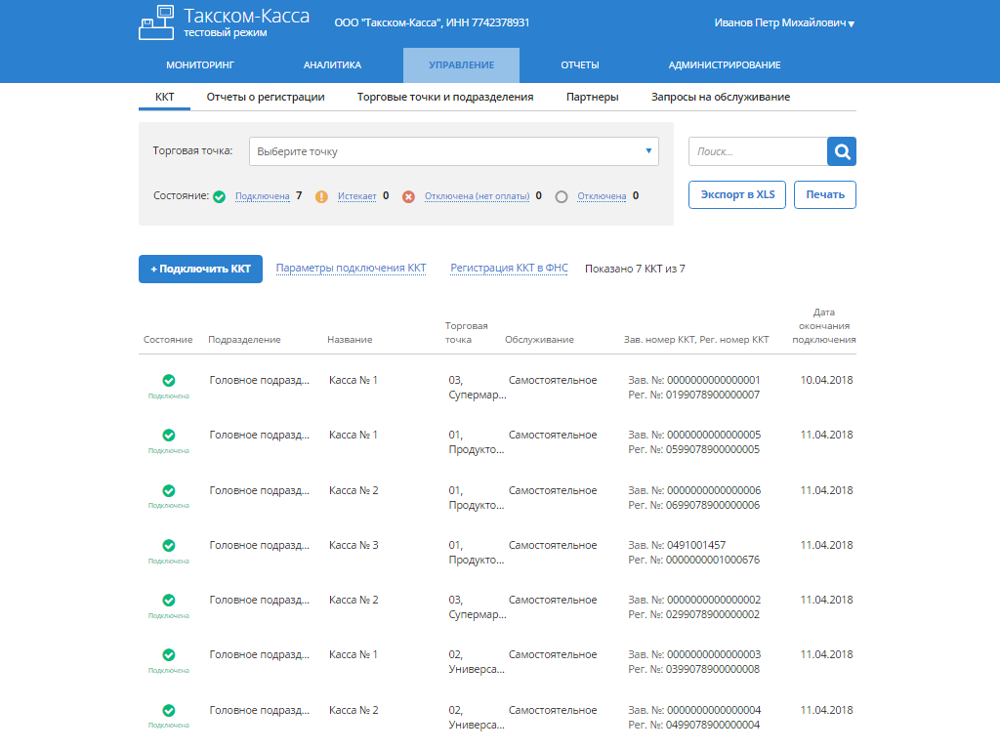 Такском-Касса
тестовый режим
ООО "Такском-Касса", ИНН 7742378931
Иванов Петр Михайлович
МОНИТОРИНГ АНАЛИТИКА УПРАВЛЕНИЕ ОТЧЕТЫ АДМИНИСТРИРОВАНИЕ
ККТ Отчеты о регистрации Торговые точки и подразделения Партнеры Запросы на обслуживание
Торговая точка: Выберите точку
Поиск...
Состояние: Подключена 7 Истекает 0 Отключена (нет оплаты) 0 Отключена 0
Экспорт в XLS Печать
+ Подключить ККТ Параметры подключения ККТ Регистрация ККТ в ФНС Показано 7 ККТ из 7
Состояние Подразделение Название Торговая точка Обслуживание Зав. номер ККТ, Рег. номер ККТ Дата окончания подключения
Головное подразд... Касса № 1 03, Самостоятельное Зав. №: 0000000000000001 10.04.2018
Подключена Супермар... Рег. №: 0199078900000007
Головное подразд... Касса № 1 01, Самостоятельное Зав. №: 0000000000000005 11.04.2018
Подключена Продукто... Рег. №: 0599078900000005
Головное подразд... Касса № 2 01, Самостоятельное Зав. №: 0000000000000006 11.04.2018
Подключена Продукто... Рег. №: 0699078900000006
Головное подразд... Касса № 3 01, Самостоятельное Зав. №: 0491001457 11.04.2018
Подключена Продукто... Рег. №: 0000000001000676
Головное подразд... Касса № 2 03, Самостоятельное Зав. №: 0000000000000002 11.04.2018
Подключена Супермар... Рег. №: 0299078900000002
Головное подразд... Касса № 1 02, Самостоятельное Зав. №: 0000000000000003 11.04.2018
Подключена Универса... Рег. №: 0399078900000008
Головное подразд... Касса № 2 02, Самостоятельное Зав. №: 0000000000000004 11.04.2018
Подключена Универса... Рег. №: 0499078900000004